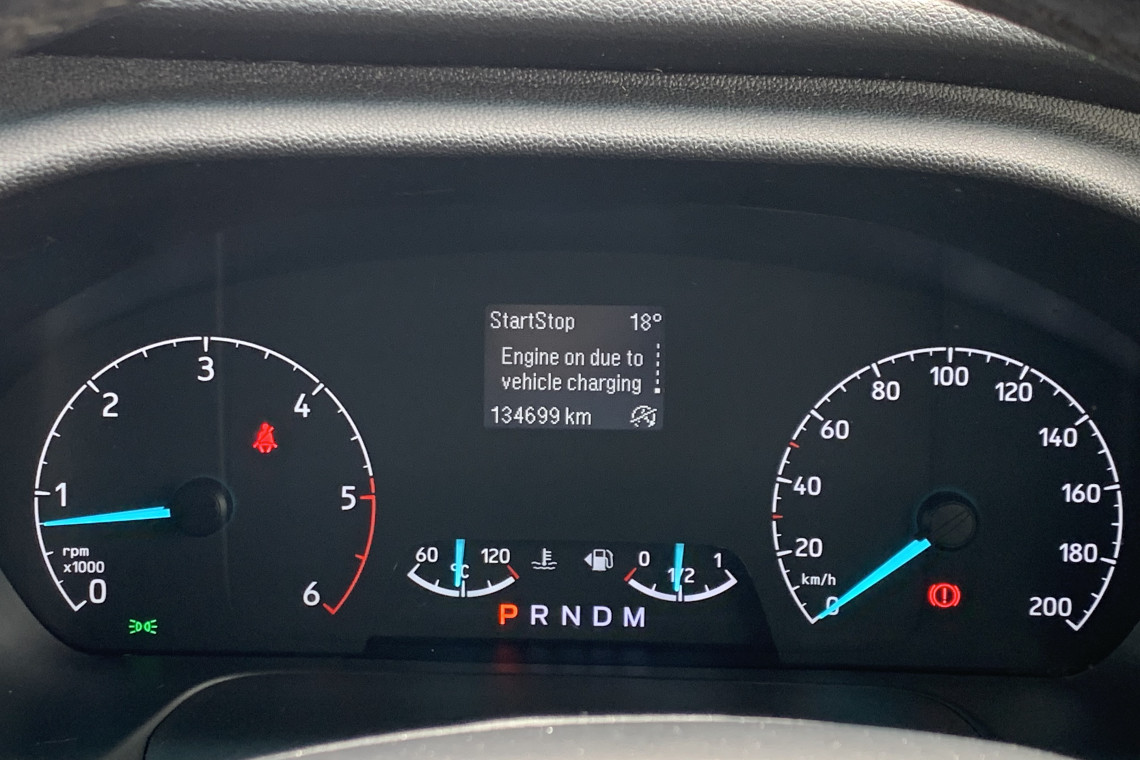 StartStop 18°
Engine on due to
vehicle charging
134699 km
0
1
2
3
4
5
6
rpm
x1000
60 °C 120
0 1/2 1
P R N D M
0
20
40
60
80
100
120
140
160
180
200
km/h